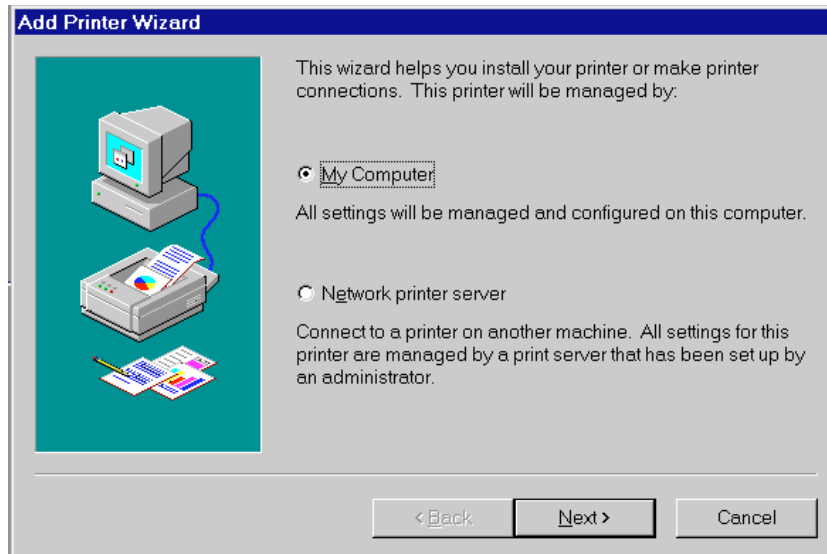 Add Printer Wizard
This wizard helps you install your printer or make printer
connections. This printer will be managed by:
My Computer
All settings will be managed and configured on this computer.
Network printer server
Connect to a printer on another machine. All settings for this
printer are managed by a print server that has been set up by
an administrator.
< Back
Next >
Cancel